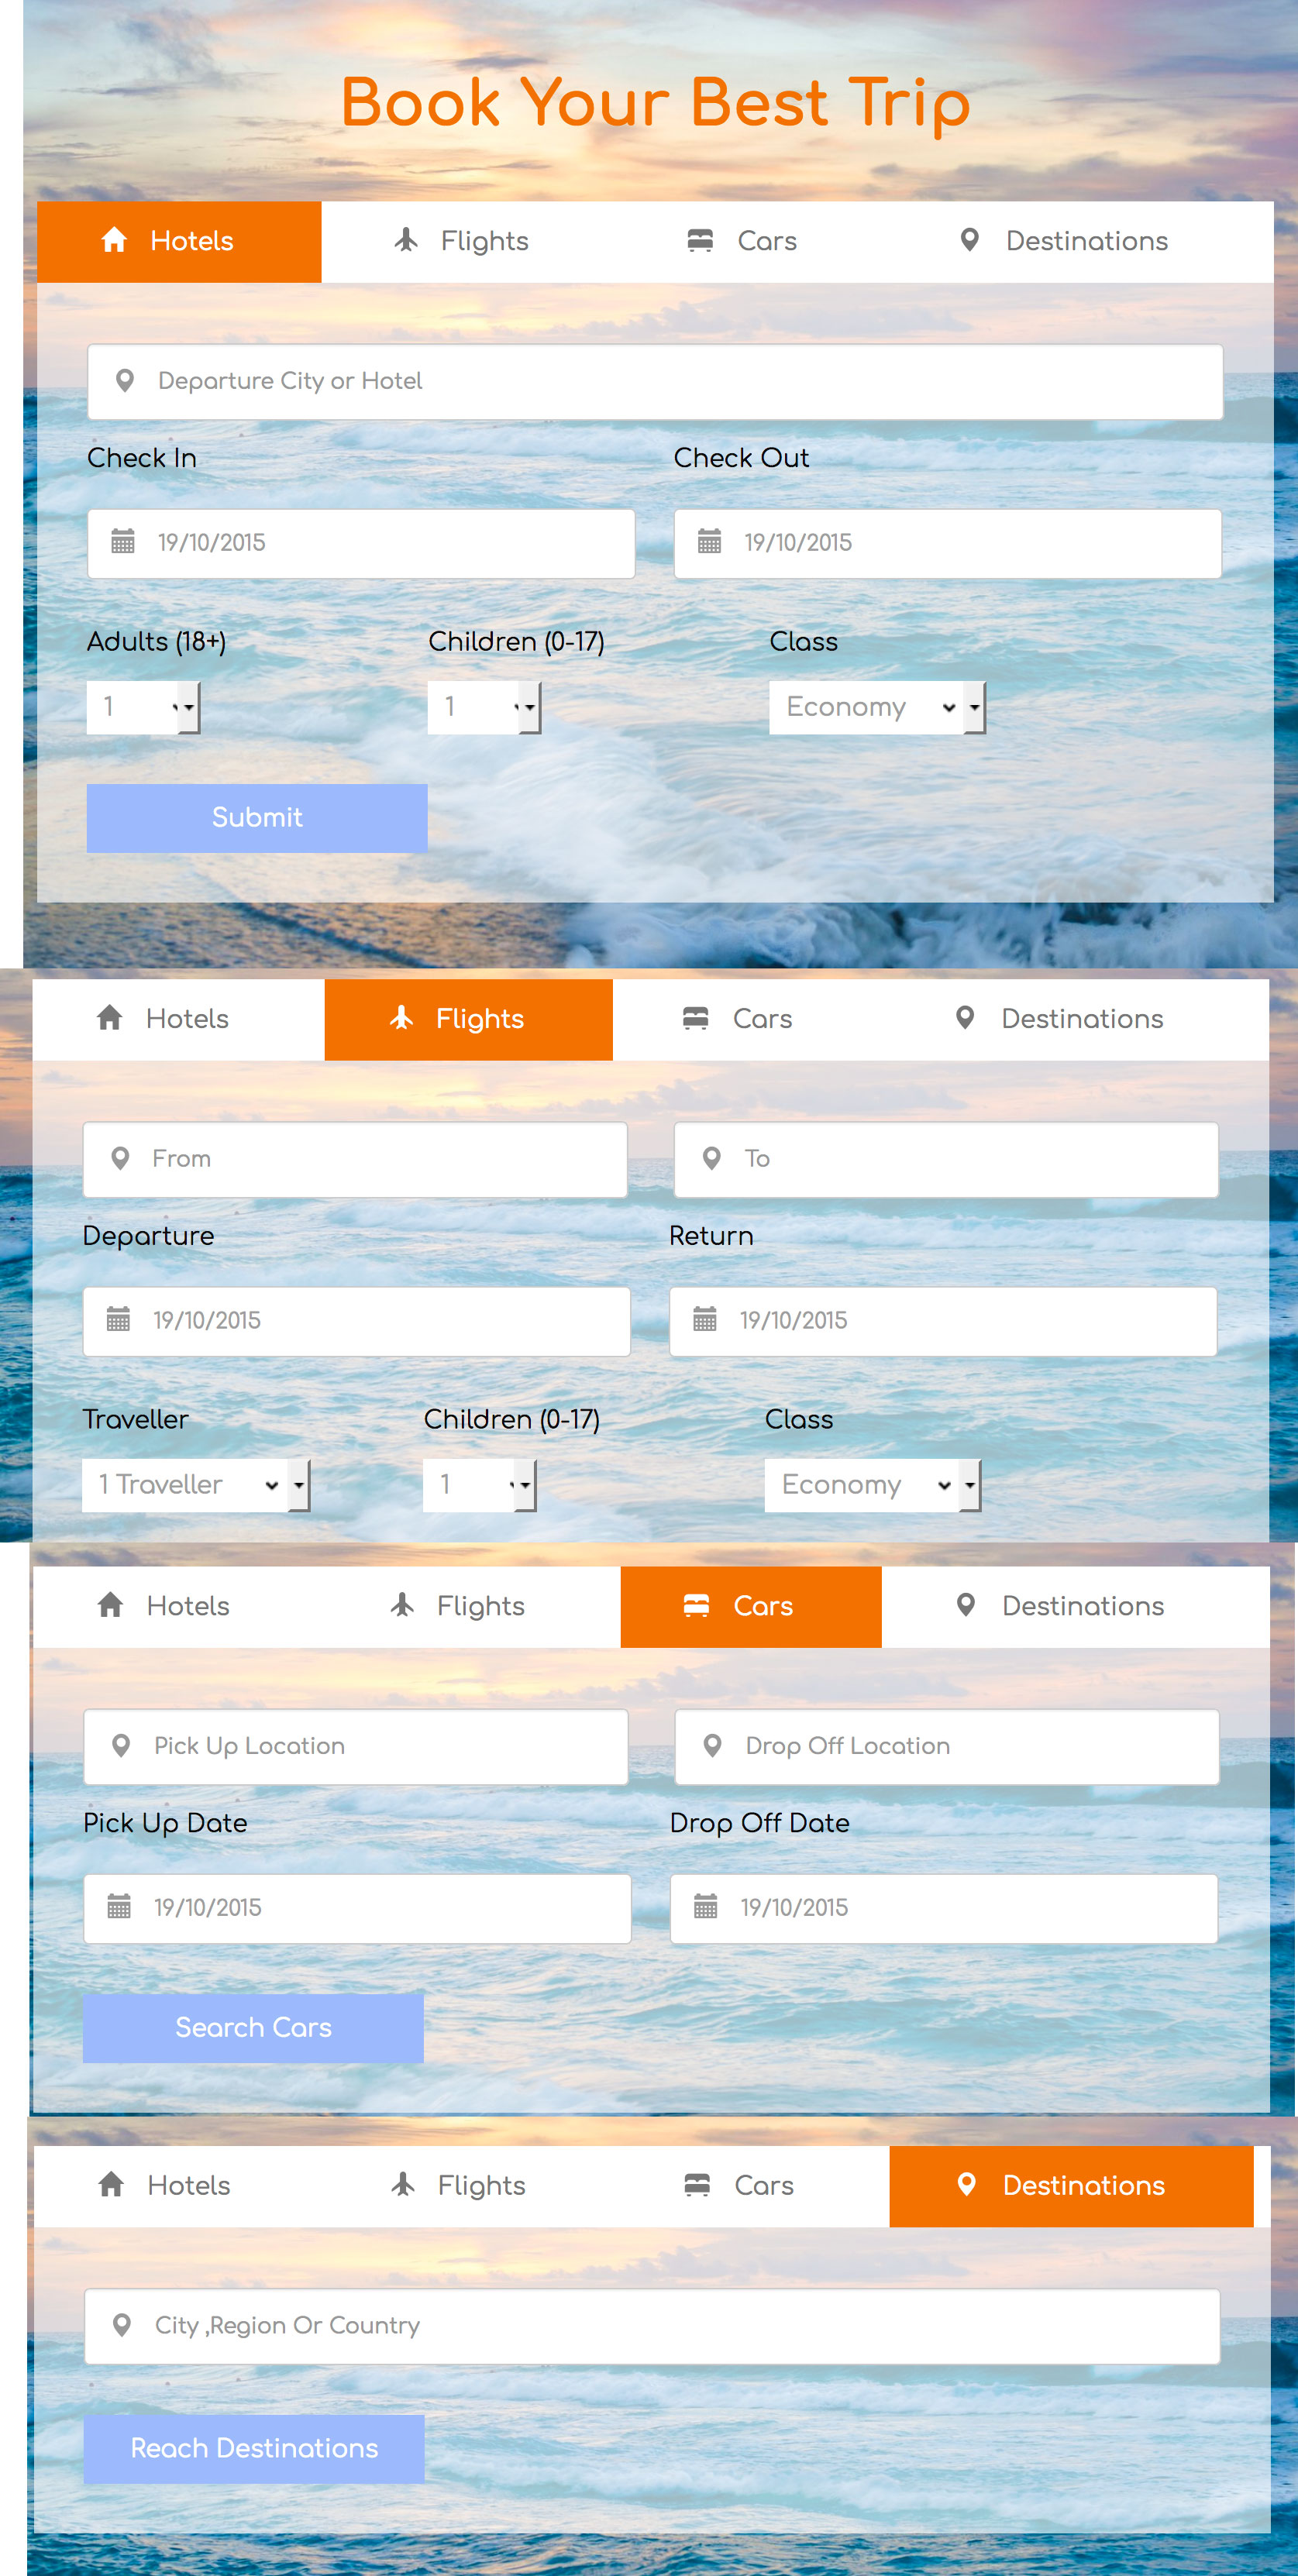 Book Your Best Trip
Hotels Flights Cars Destinations
Departure City or Hotel
Check In Check Out
19/10/2015 19/10/2015
Adults (18+) Children (0-17) Class
1 1 Economy
Submit
Hotels Flights Cars Destinations
From To
Departure Return
19/10/2015 19/10/2015
Traveller Children (0-17) Class
1 Traveller 1 Economy
Hotels Flights Cars Destinations
Pick Up Location Drop Off Location
Pick Up Date Drop Off Date
19/10/2015 19/10/2015
Search Cars
Hotels Flights Cars Destinations
City ,Region Or Country
Reach Destinations